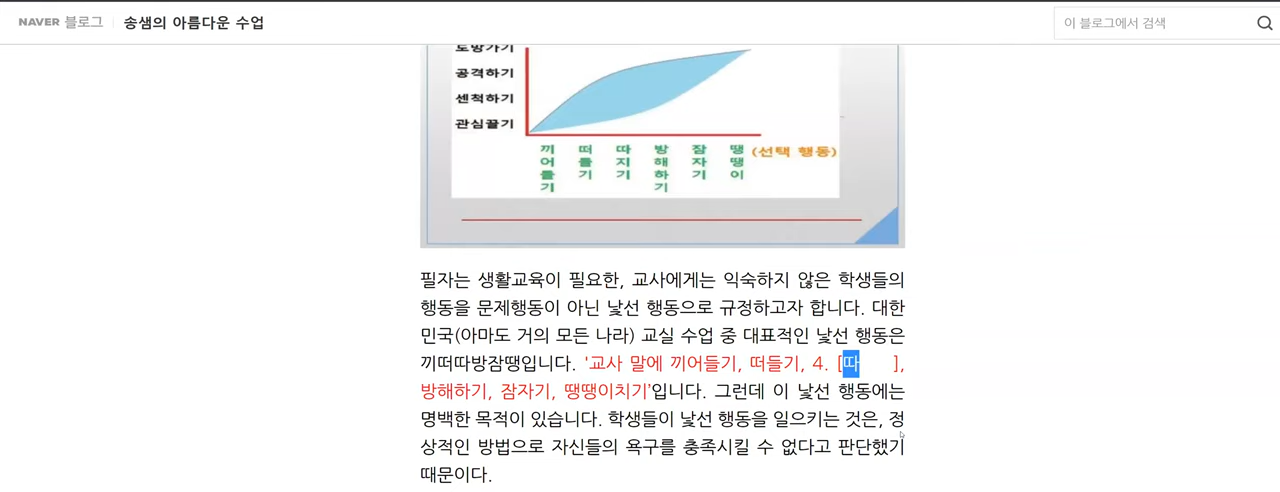 NAVER 블로그 송샘의 아름다운 수업 이 블로그에서 검색
도망가기
공격하기
센척하기
관심끌기
끼어들기 떠들기 따지기 방해하기 잠자기 땡땡이 (선택 행동)
필자는 생활교육이 필요한, 교사에게는 익숙하지 않은 학생들의
행동을 문제행동이 아닌 낯선 행동으로 규정하고자 합니다. 대한
민국(아마도 거의 모든 나라) 교실 수업 중 대표적인 낯선 행동은
끼떠따방잠땡입니다. '교사 말에 끼어들기, 떠들기, 4. [따 ],
방해하기, 잠자기, 땡땡이치기'입니다. 그런데 이 낯선 행동에는
명백한 목적이 있습니다. 학생들이 낯선 행동을 일으키는 것은, 정
상적인 방법으로 자신들의 욕구를 충족시킬 수 없다고 판단했기
때문이다.